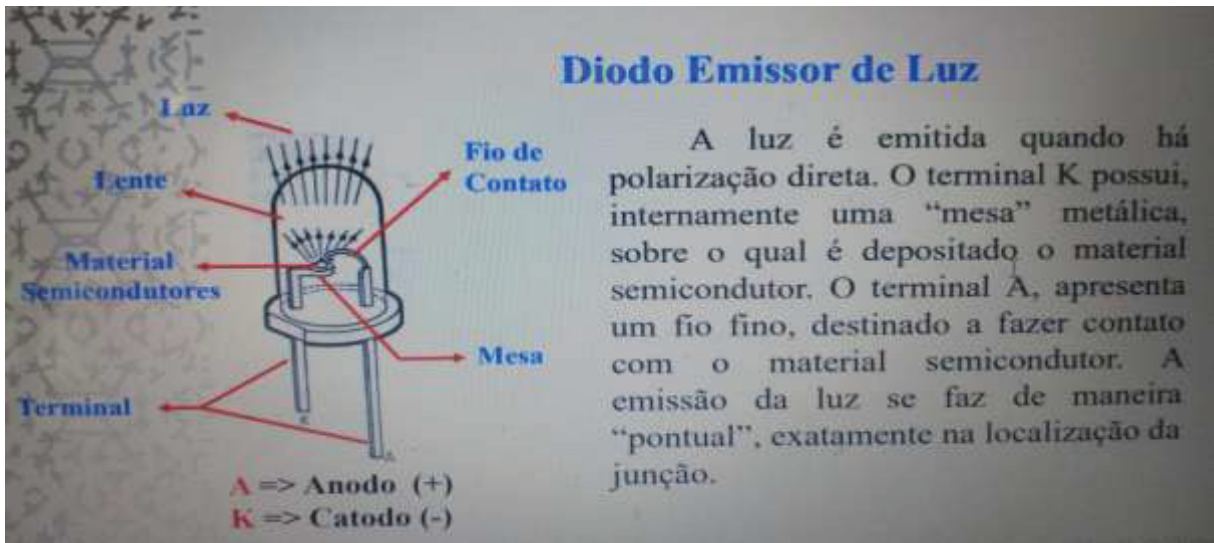 Diodo Emissor de Luz
Luz
Lente
Material
Semicondutores
Terminal
Fio de
Contato
Mesa
K
A
A => Anodo (+)
K => Catodo (-)
A luz é emitida quando há
polarização direta. O terminal K possui,
internamente uma “mesa” metálica,
sobre o qual é depositado o material
semicondutor. O terminal A, apresenta
um fio fino, destinado a fazer contato
com o material semicondutor. A
emissão da luz se faz de maneira
“pontual”, exatamente na localização da
junção.